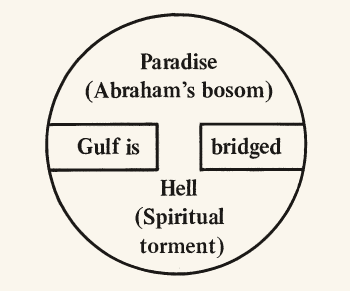 Paradise
(Abraham's bosom)
Gulf is bridged
Hell
(Spiritual
torment)